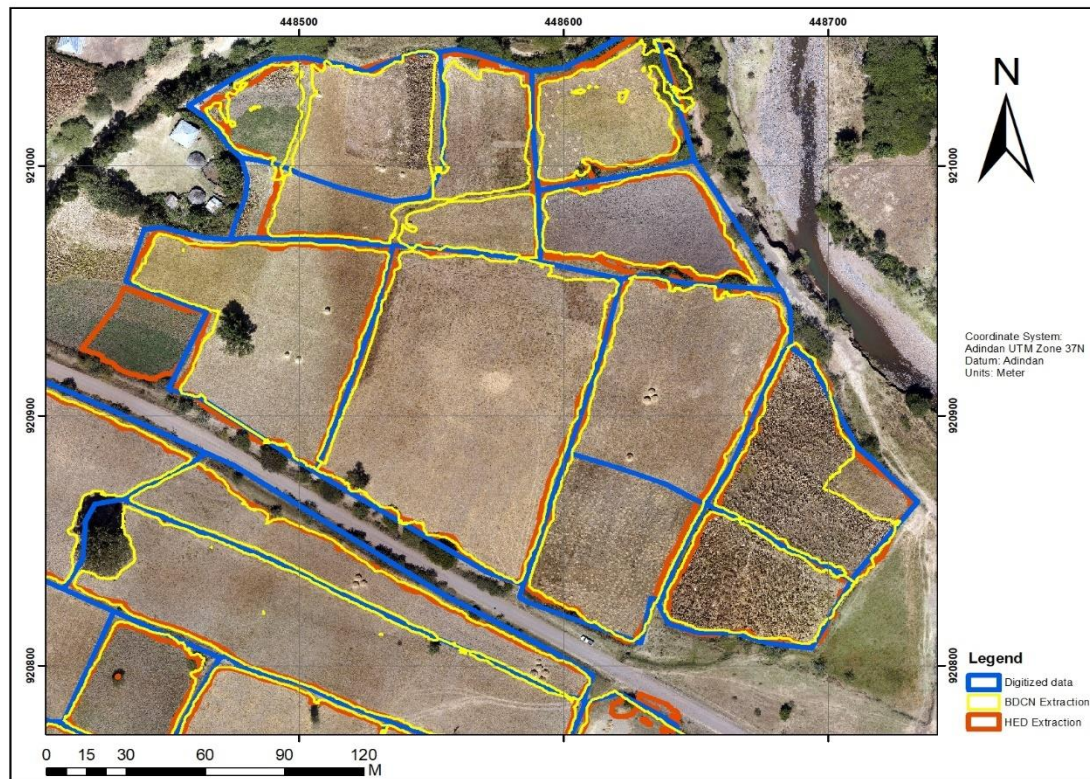 448500 448600 448700
N
921000 921000
Coordinate System:
Adindan UTM Zone 37N
Datum: Adindan
Units: Meter
920900 920900
Legend
Digitized data
BDCN Extraction
HED Extraction
920800 920800
0 15 30 60 90 120
M